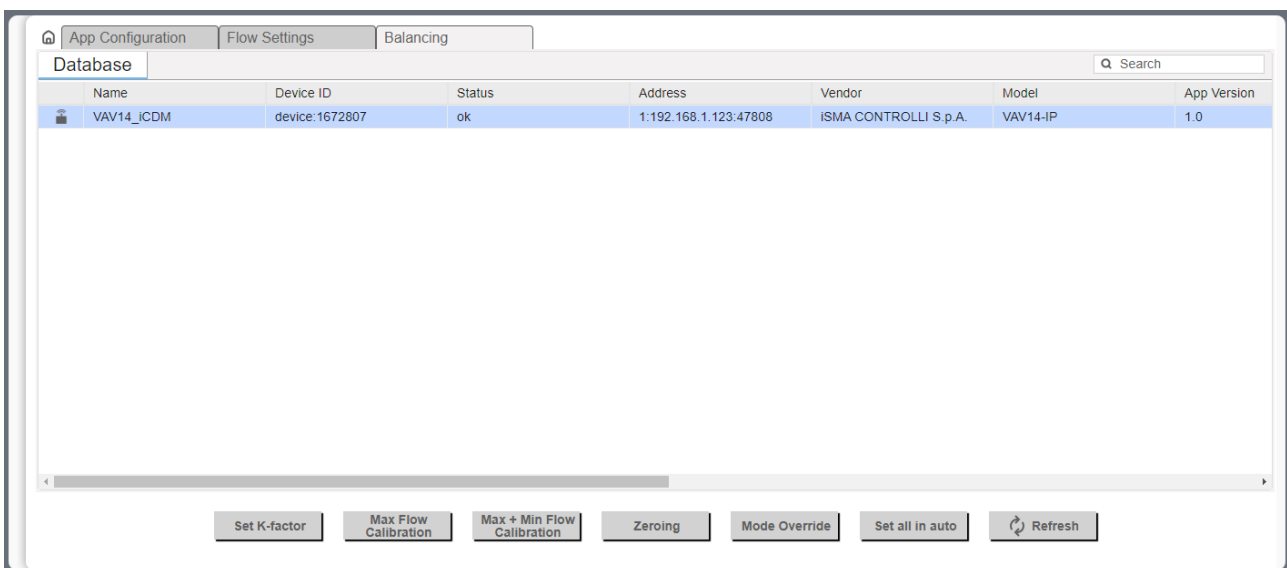 App Configuration Flow Settings Balancing
Database Search
Name Device ID Status Address Vendor Model App Version
VAV14_iCDM device:1672807 ok 1:192.168.1.123:47808 iSMA CONTROLLI S.p.A. VAV14-IP 1.0
Set K-factor Max Flow Calibration Max + Min Flow Calibration Zeroing Mode Override Set all in auto Refresh